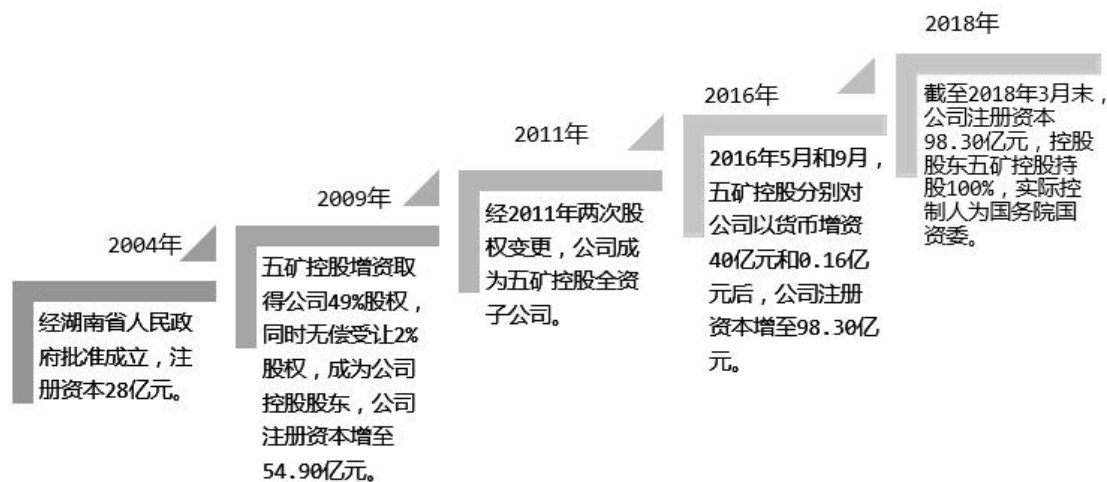 2004年
经湖南省人民政
府批准成立，注
册资本28亿元。
2009年
五矿控股增资取
得公司49%股权，
同时无偿受让2%
股权，成为公司
控股股东，公司
注册资本增至
54.90亿元。
2011年
经2011年两次股
权变更，公司成
为五矿控股全资
子公司。
2016年
2016年5月和9月，
五矿控股分别对
公司以货币增资
40亿元和0.16亿
元后，公司注册
资本增至98.30亿
元。
2018年
截至2018年3月末，
公司注册资本
98.30亿元，控股
股东五矿控股持
股100%，实际控
制人为国务院国
资委。